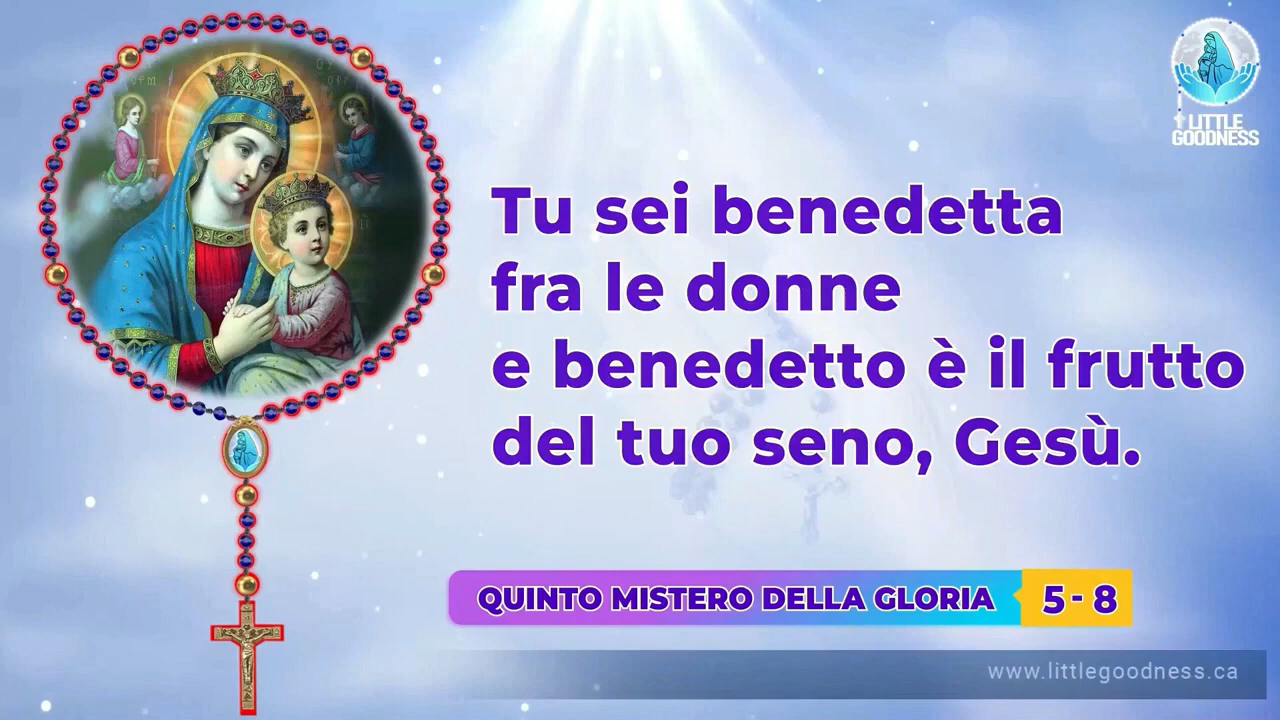 LITTLE
GOODNESS
Tu sei benedetta
fra le donne
e benedetto è il frutto
del tuo seno, Gesù.
QUINTO MISTERO DELLA GLORIA 5 - 8
www.littlegoodness.ca